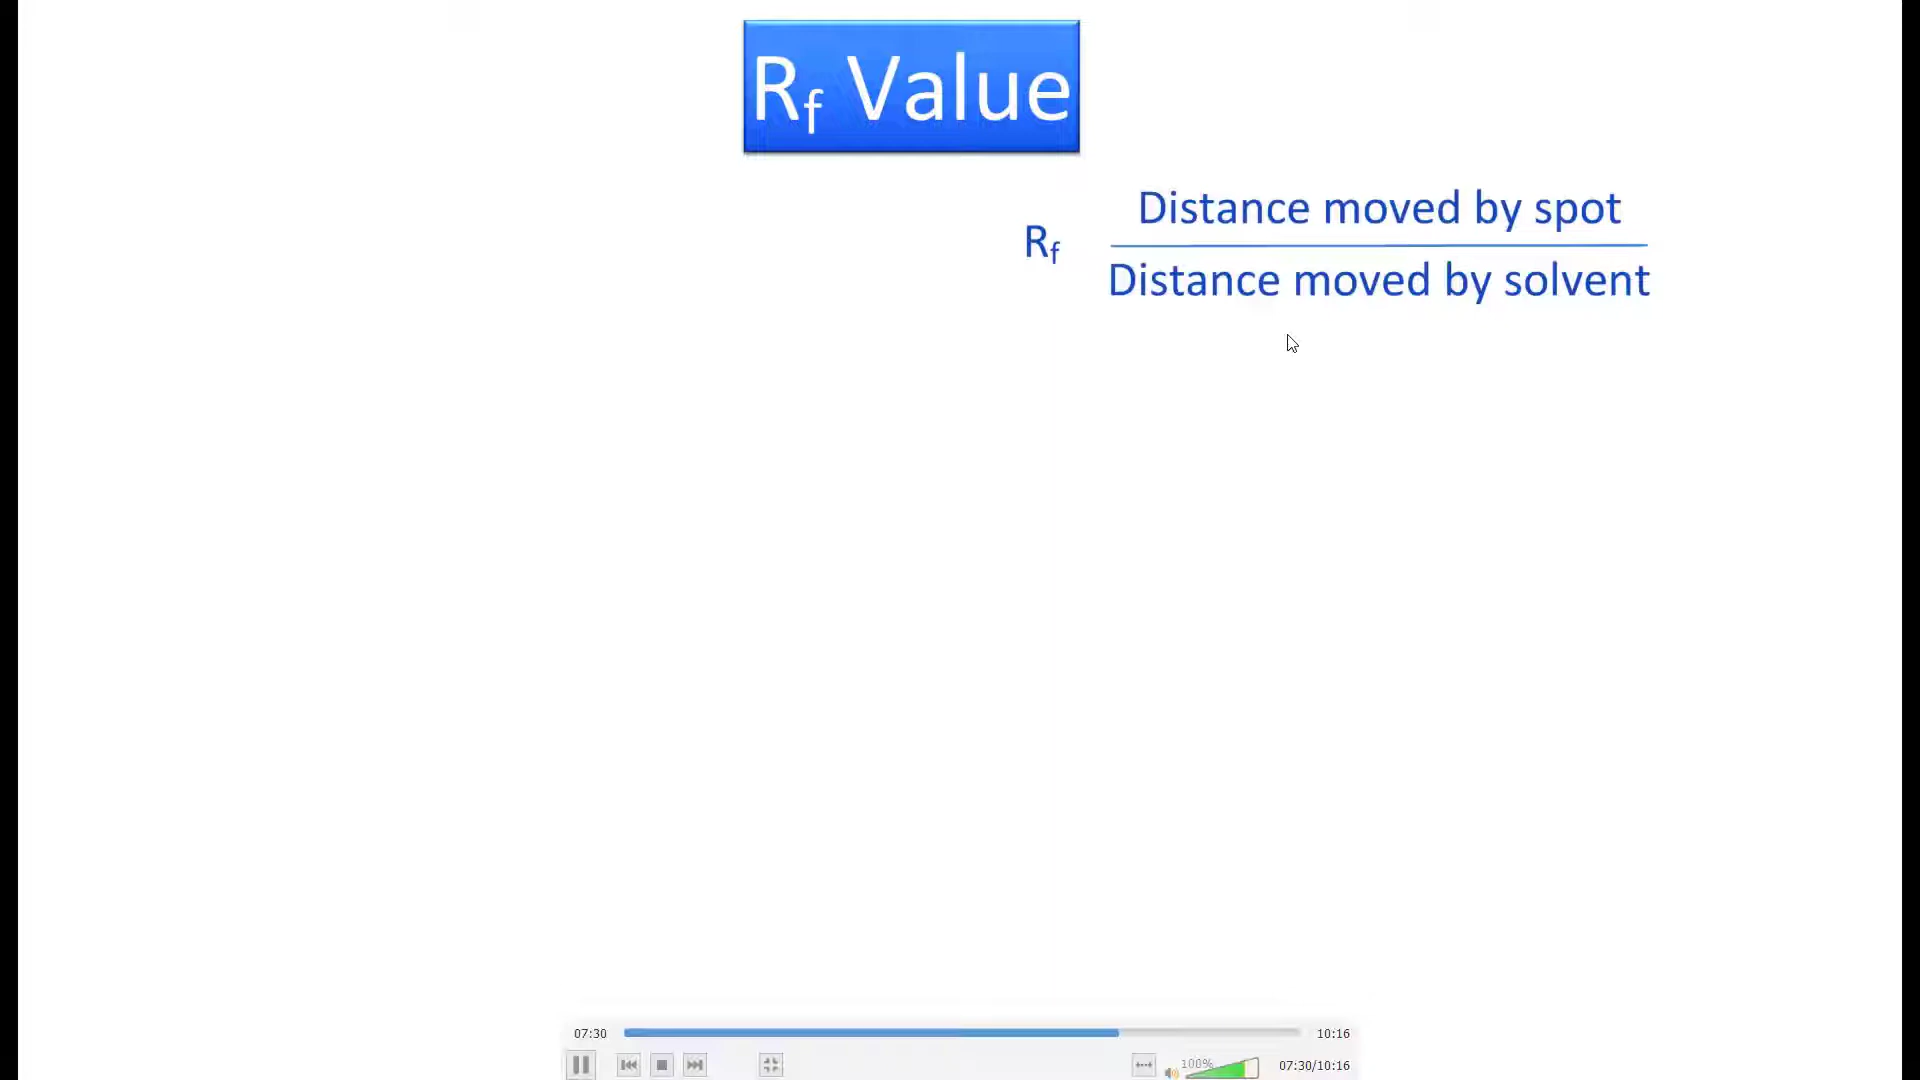 Rf Value
Distance moved by spot
Rf
Distance moved by solvent
07:30
10:16
100%
07:30/10:16